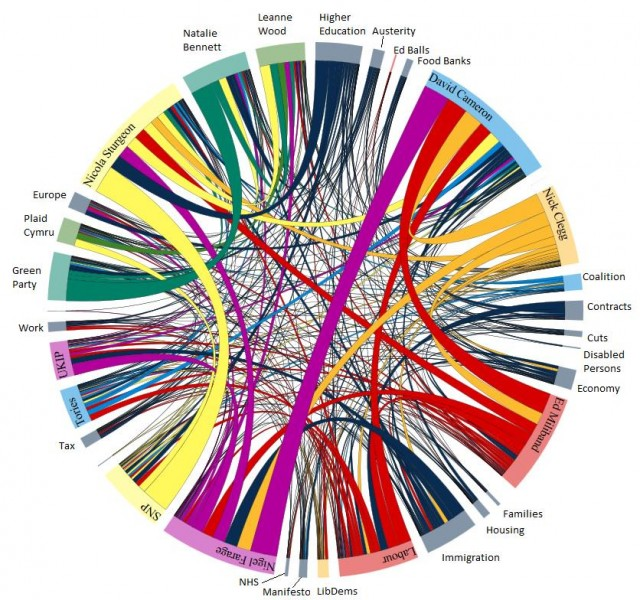 Leanne
Wood
Higher
Education
Austerity
Natalie
Bennett
Ed Balls
Food Banks
David Cameron
Nicola Sturgeon
Nick Clegg
Europe
Plaid
Cymru
Green
Party
Coalition
Contracts
Work
Cuts
UKIP
Disabled
Persons
Economy
Tories
Ed Miliband
Tax
SNP
Families
Housing
Nigel Farage
Labour
Immigration
NHS
Manifesto
LibDems